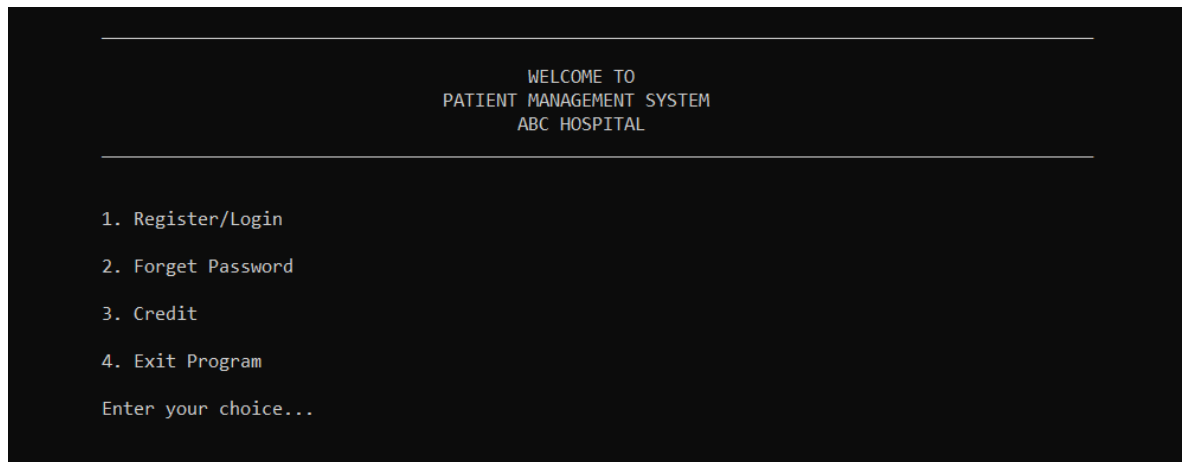 WELCOME TO
PATIENT MANAGEMENT SYSTEM
ABC HOSPITAL
1. Register/Login
2. Forget Password
3. Credit
4. Exit Program
Enter your choice...